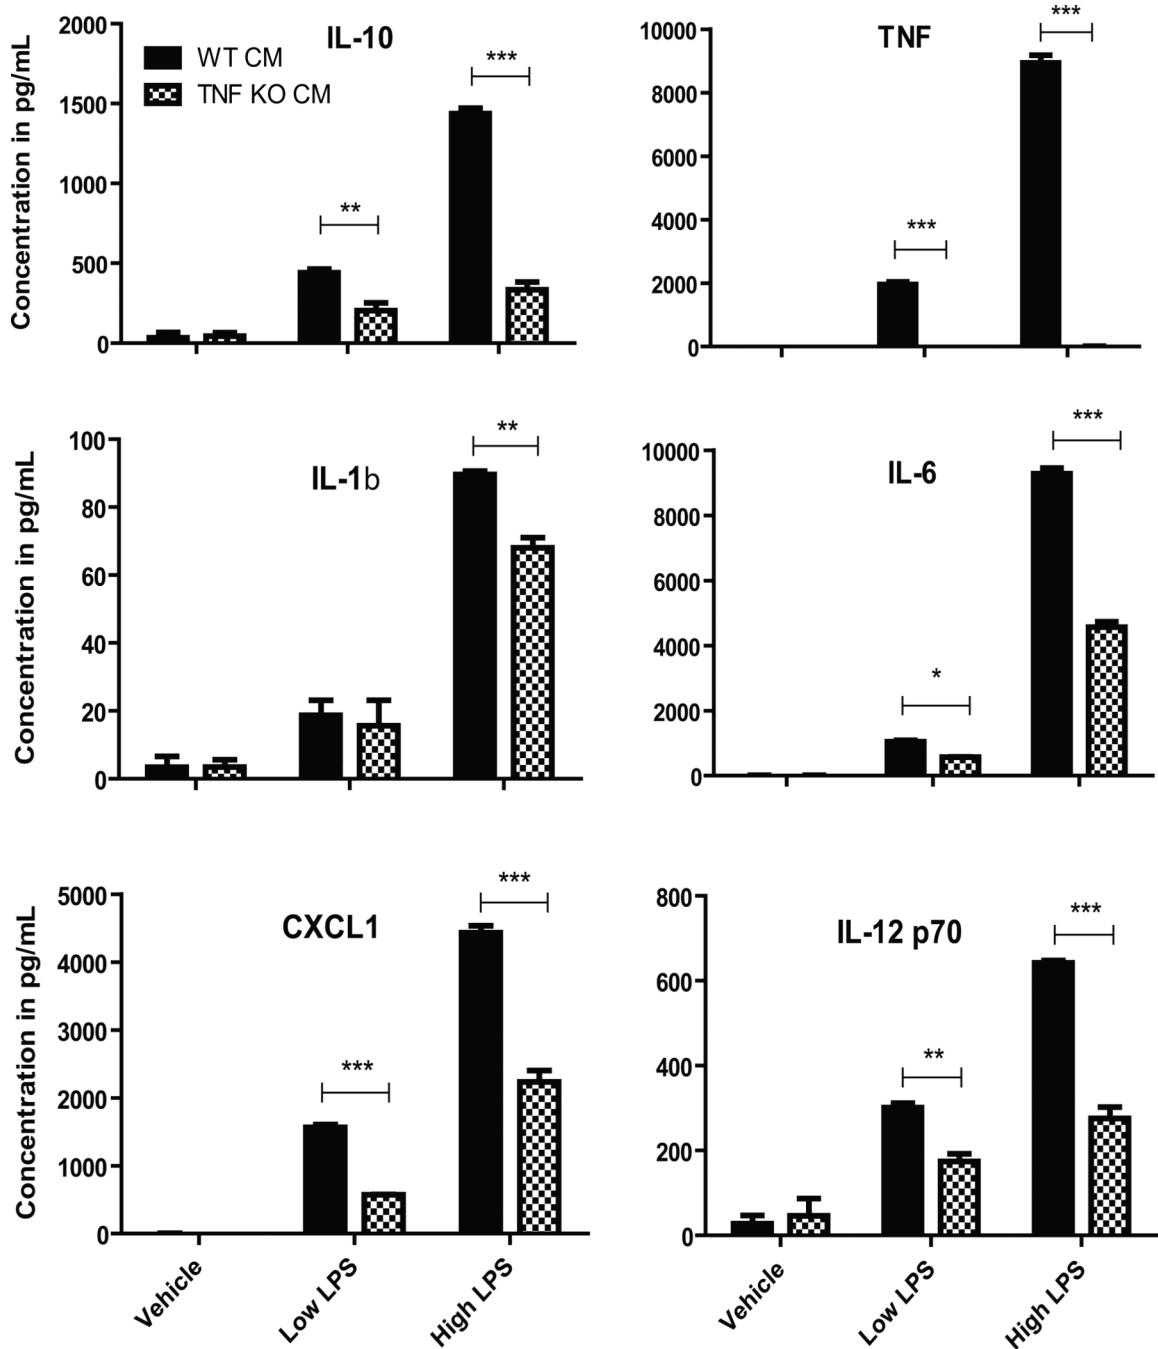 IL-10
WT CM
TNF KO CM
Concentration in pg/mL
2000
1500
1000
500
0
**
***
TNF
10000
8000
6000
4000
2000
0
***
***
IL-1b
Concentration in pg/mL
100
80
60
40
20
0
**
IL-6
10000
8000
6000
4000
2000
0
*
***
CXCL1
Concentration in pg/mL
5000
4000
3000
2000
1000
0
***
***
Vehicle
Low LPS
High LPS
IL-12 p70
800
600
400
200
0
**
***
Vehicle
Low LPS
High LPS